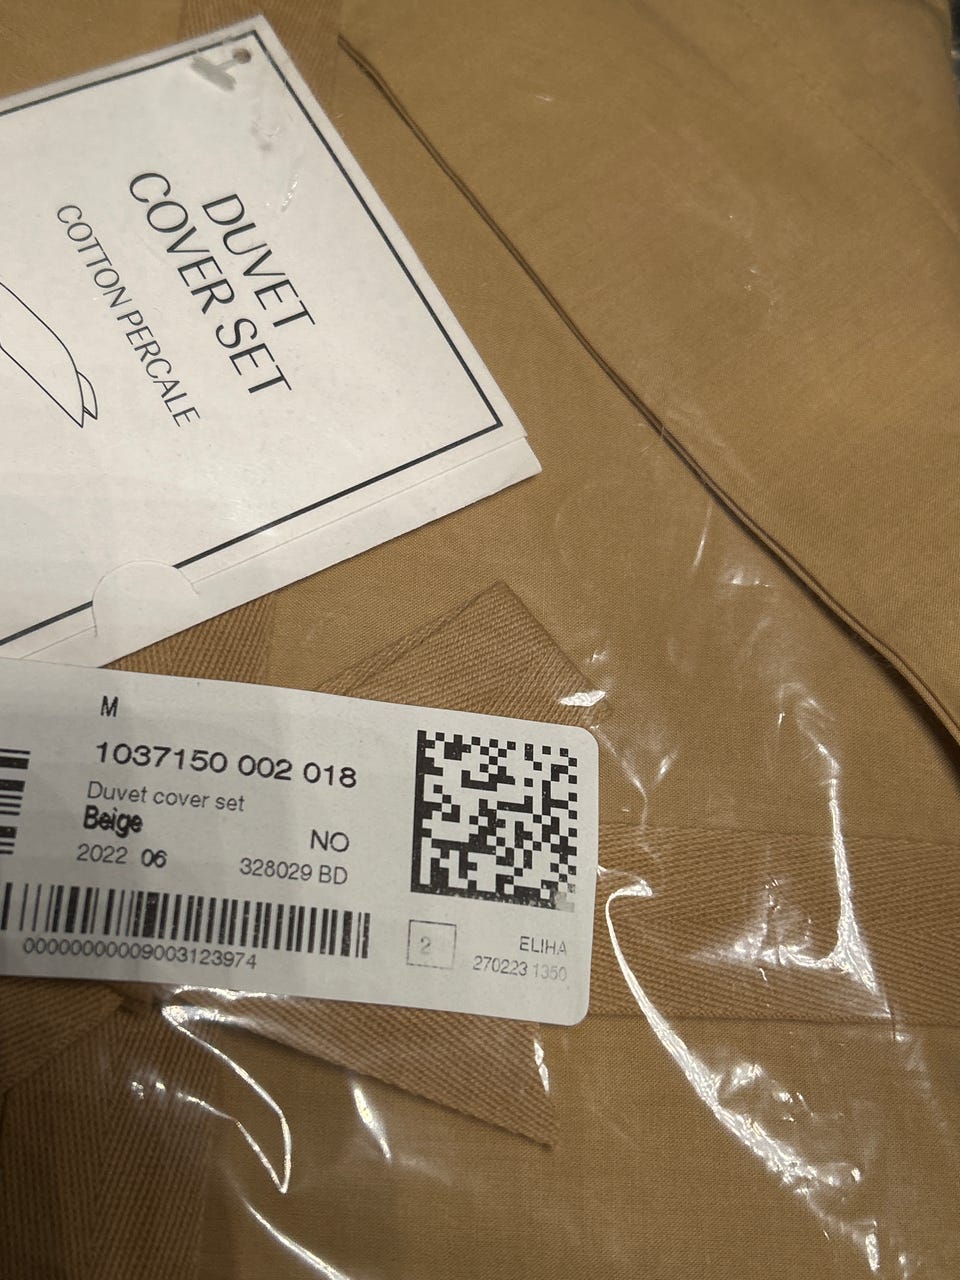 DUVET
COVER SET
COTTON PERCALE
M
1037150 002 018
Duvet cover set
Beige
NO
2022 06
328029 BD
00000000009003123974
2
ELIHA
270223 1350